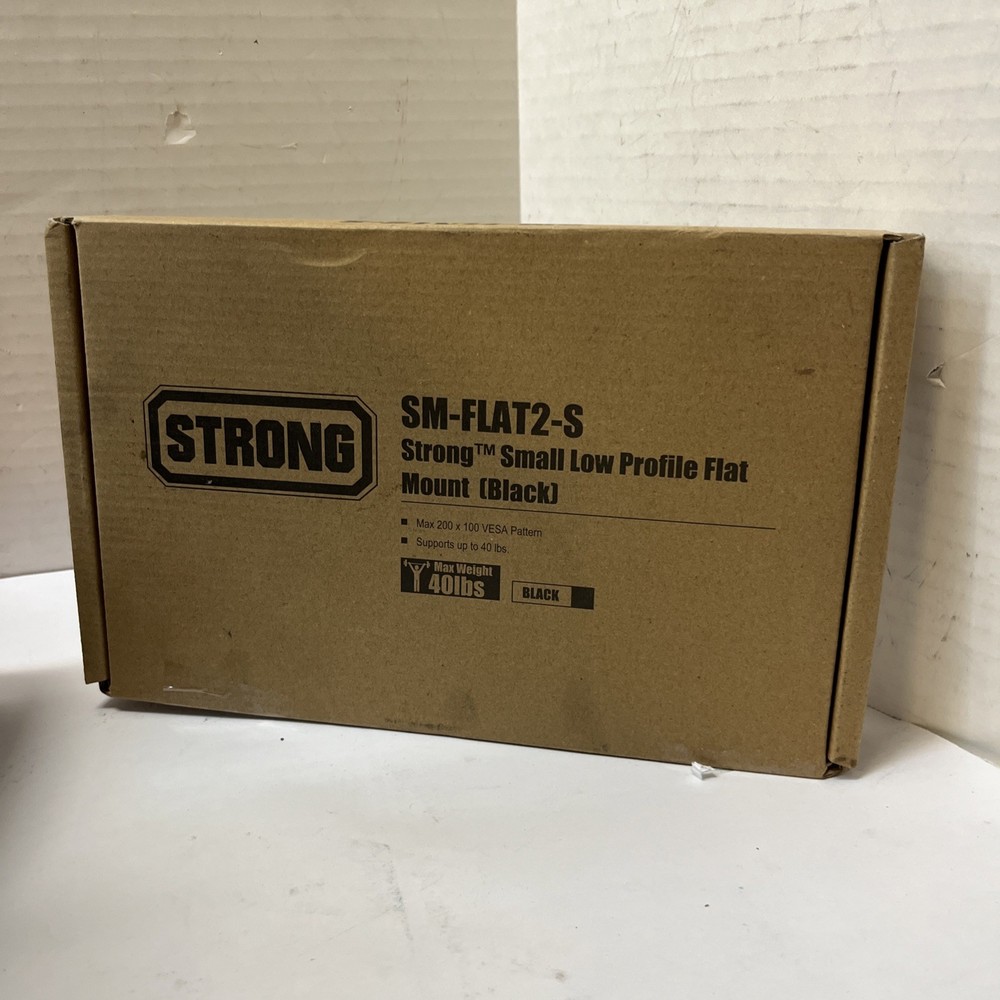 STRONG
SM-FLAT2-S
Strong™ Small Low Profile Flat
Mount (Black)
Max 200 x 100 VESA Pattern
Supports up to 40 lbs.
Max Weight
40lbs
BLACK